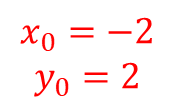 x₀ = −2
y₀ = 2